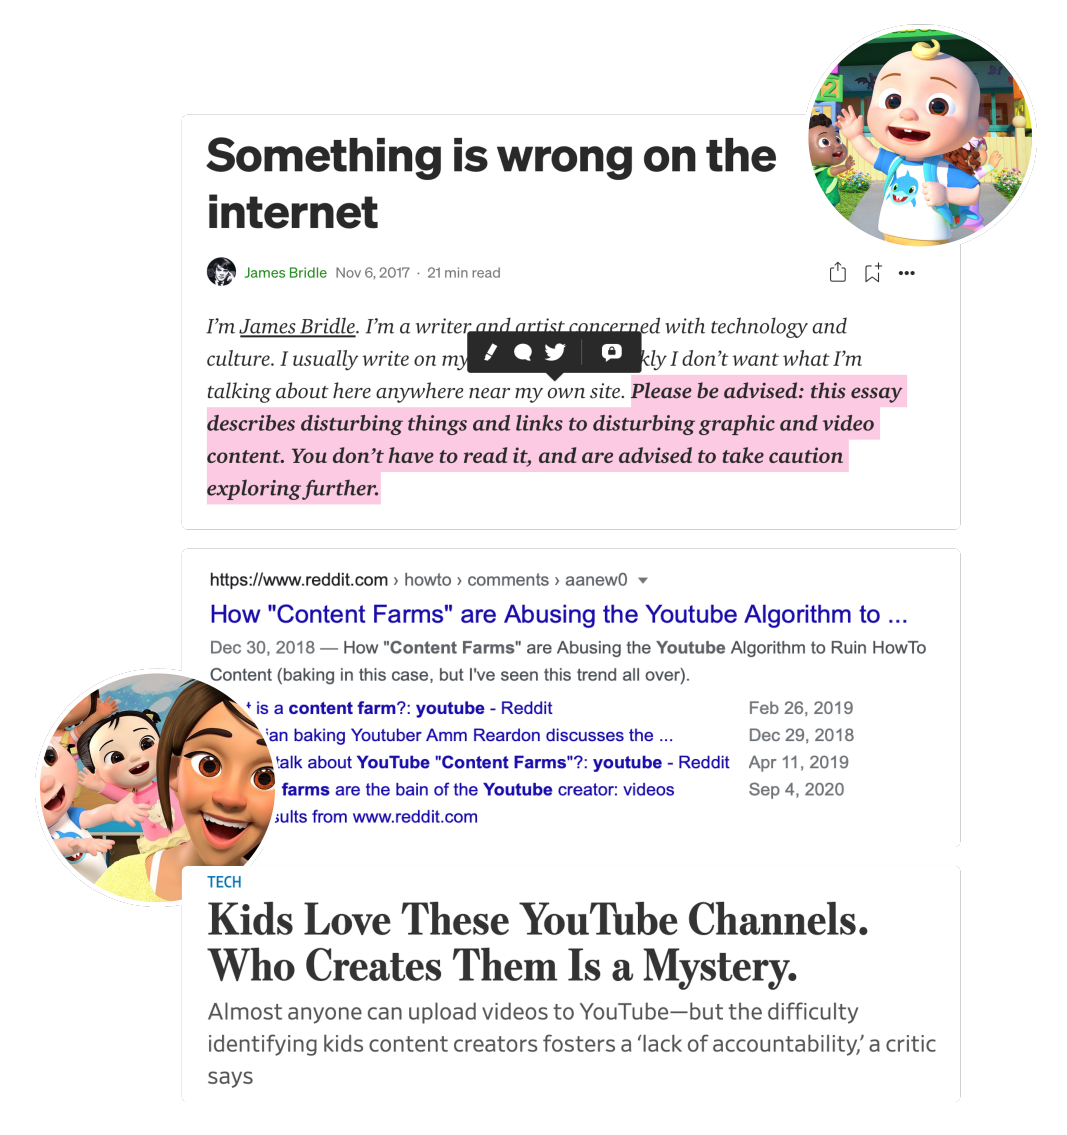 Something is wrong on the
internet
James Bridle Nov 6, 2017 · 21 min read
I’m James Bridle. I’m a writer and artist concerned with technology and
culture. I usually write on my kly I don’t want what I’m
talking about here anywhere near my own site. Please be advised: this essay
describes disturbing things and links to disturbing graphic and video
content. You don’t have to read it, and are advised to take caution
exploring further.
https://www.reddit.com › howto › comments › aanew0
How "Content Farms" are Abusing the Youtube Algorithm to ...
Dec 30, 2018 — How "Content Farms" are Abusing the Youtube Algorithm to Ruin HowTo
Content (baking in this case, but I've seen this trend all over).
t is a content farm?: youtube - Reddit Feb 26, 2019
ian baking Youtuber Amm Reardon discusses the ... Dec 29, 2018
talk about YouTube "Content Farms"?: youtube - Reddit Apr 11, 2019
farms are the bain of the Youtube creator: videos Sep 4, 2020
sults from www.reddit.com
TECH
Kids Love These YouTube Channels.
Who Creates Them Is a Mystery.
Almost anyone can upload videos to YouTube—but the difficulty
identifying kids content creators fosters a ‘lack of accountability,’ a critic
says
2